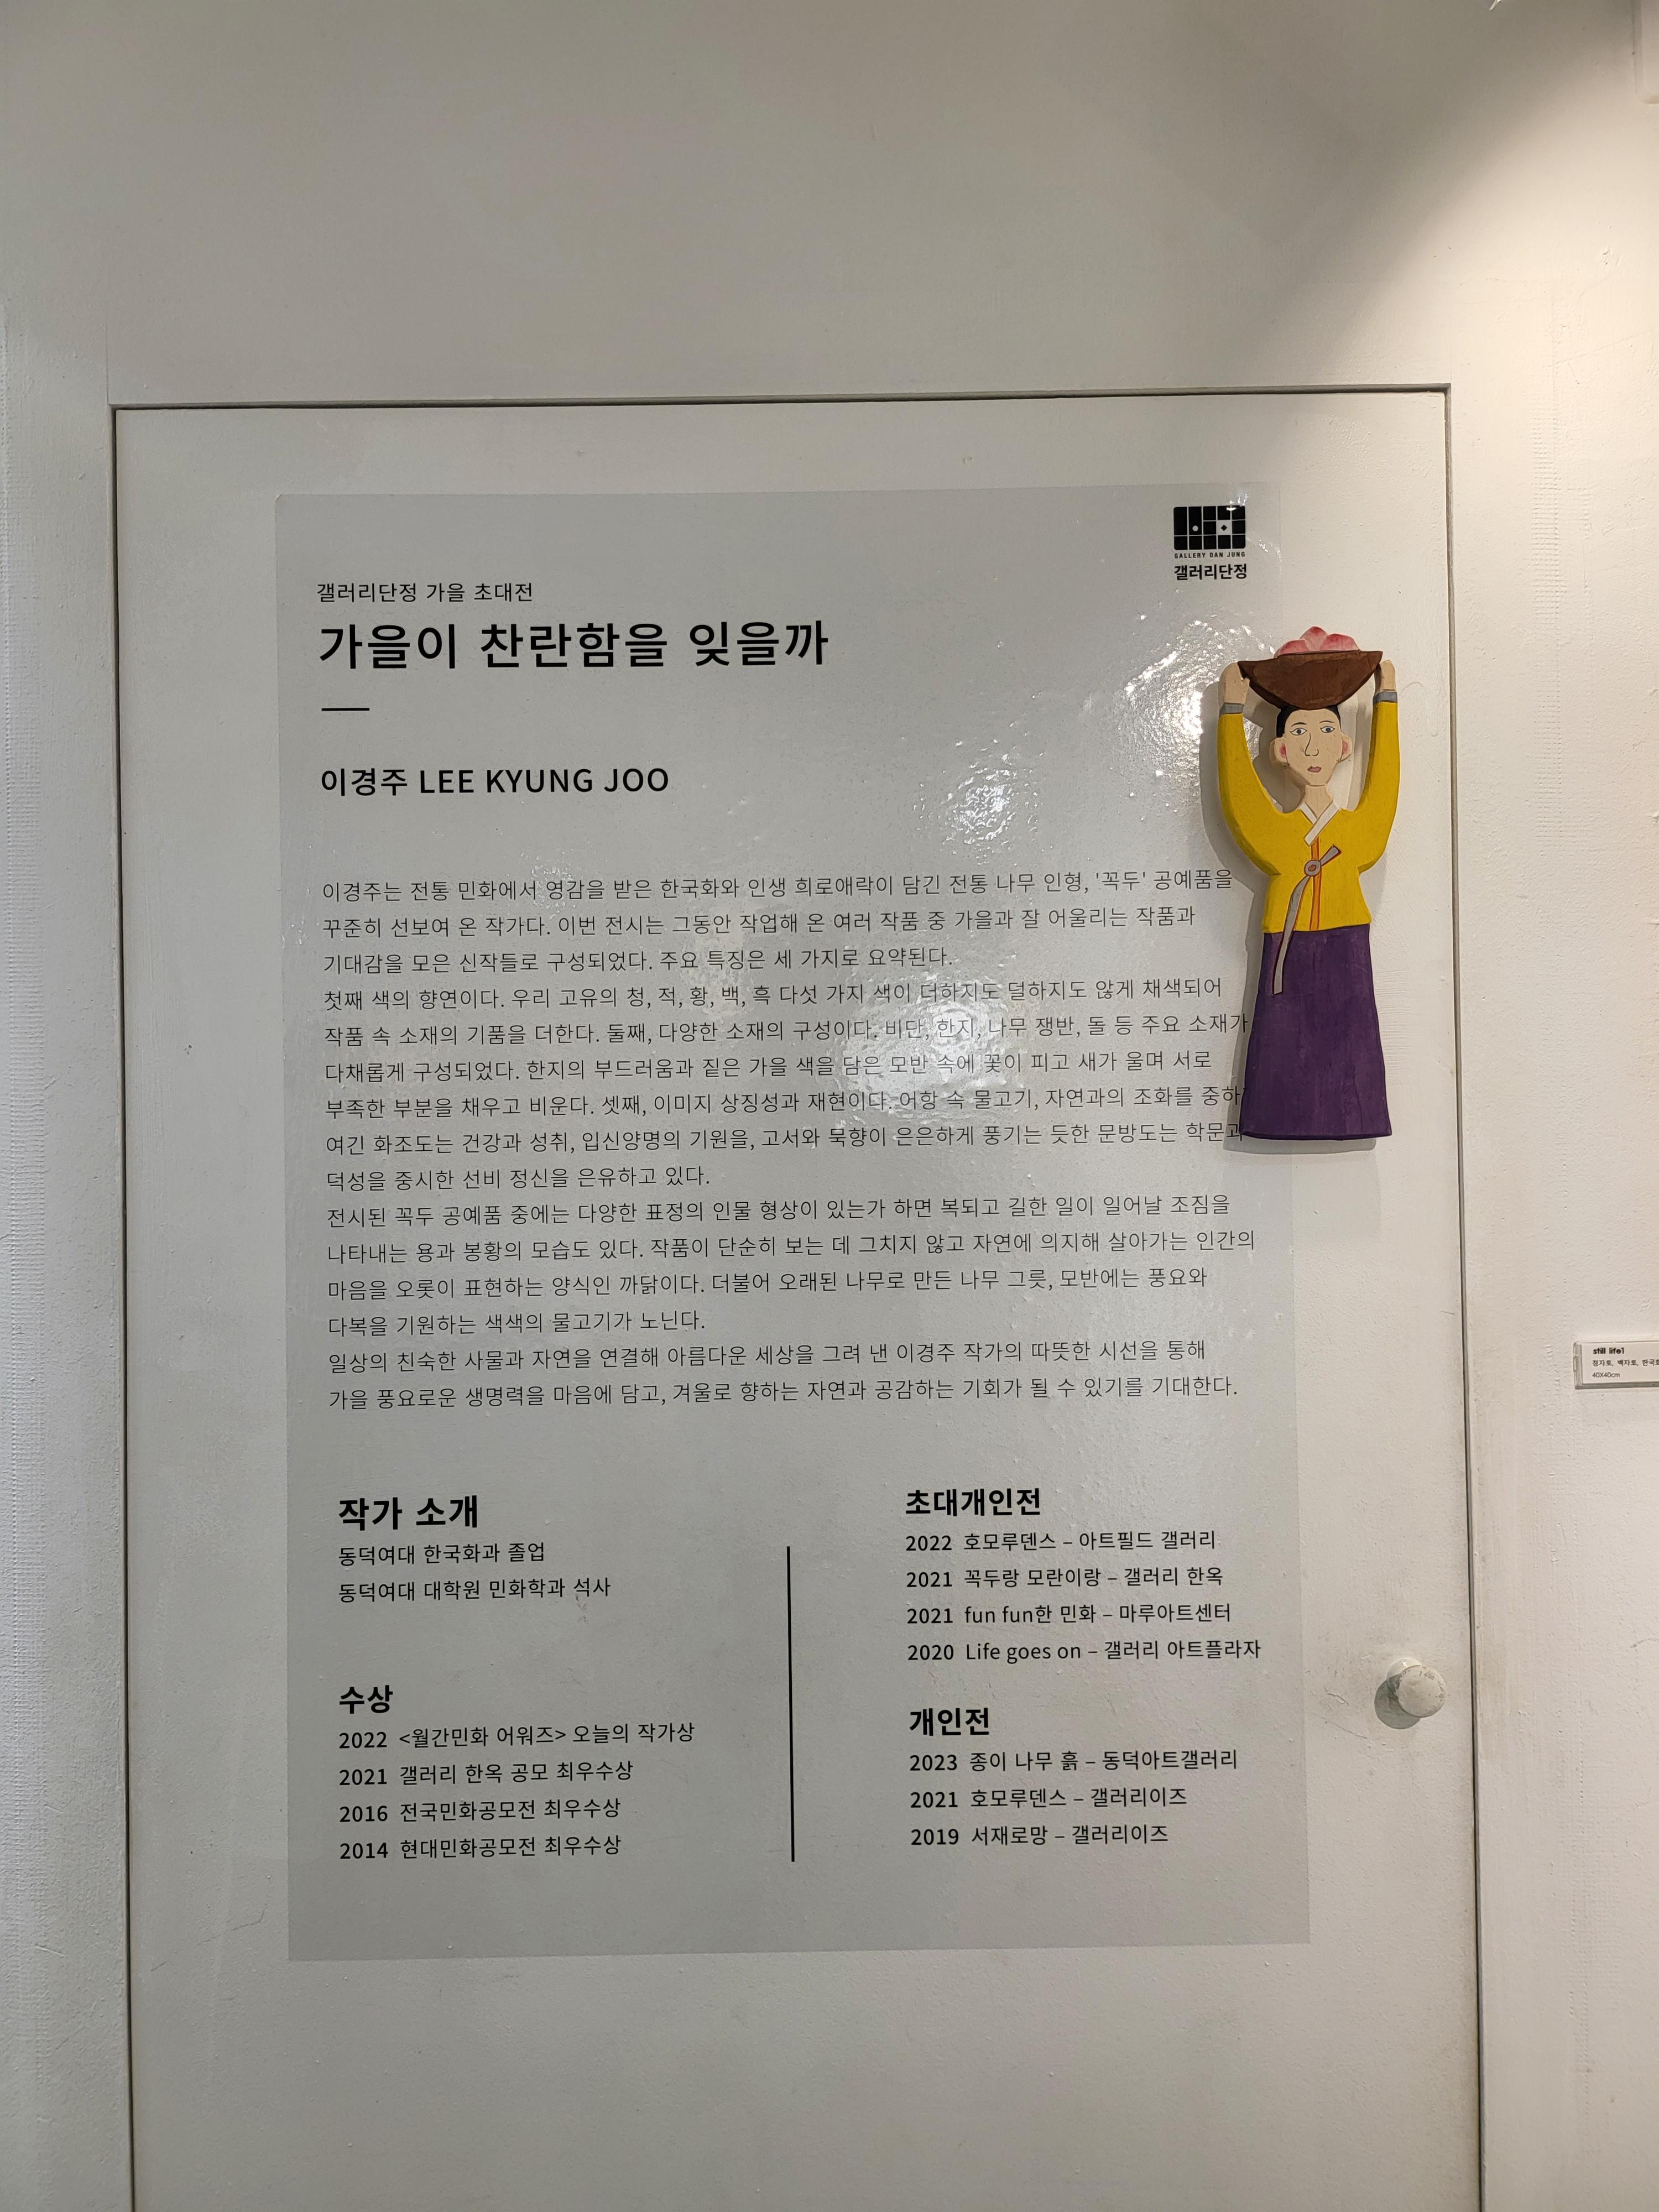 GALLERY DAN JUNG
갤러리단정
갤러리단정 가을 초대전
가을이 찬란함을 잊을까
이경주 LEE KYUNG JOO
이경주는 전통 민화에서 영감을 받은 한국화와 인생 희로애락이 담긴 전통 나무 인형, '꼭두' 공예품을
꾸준히 선보여 온 작가다. 이번 전시는 그동안 작업해 온 여러 작품 중 가을과 잘 어울리는 작품과
기대감을 모은 신작들로 구성되었다. 주요 특징은 세 가지로 요약된다.
첫째 색의 향연이다. 우리 고유의 청, 적, 황, 백, 흑 다섯 가지 색이 더하지도 덜하지도 않게 채색되어
작품 속 소재의 기품을 더한다. 둘째, 다양한 소재의 구성이다. 비단, 한지, 나무 쟁반, 돌 등 주요 소재가
다채롭게 구성되었다. 한지의 부드러움과 짙은 가을 색을 담은 모반 속에 꽃이 피고 새가 울며 서로
부족한 부분을 채우고 비운다. 셋째, 이미지 상징성과 재현이다. 어항 속 물고기, 자연과의 조화를 중하
여긴 화조도는 건강과 성취, 입신양명의 기원을, 고서와 묵향이 은은하게 풍기는 듯한 문방도는 학문과
덕성을 중시한 선비 정신을 은유하고 있다.
전시된 꼭두 공예품 중에는 다양한 표정의 인물 형상이 있는가 하면 복되고 길한 일이 일어날 조짐을
나타내는 용과 봉황의 모습도 있다. 작품이 단순히 보는 데 그치지 않고 자연에 의지해 살아가는 인간의
마음을 오롯이 표현하는 양식인 까닭이다. 더불어 오래된 나무로 만든 나무 그릇, 모반에는 풍요와
다복을 기원하는 색색의 물고기가 노닌다.
일상의 친숙한 사물과 자연을 연결해 아름다운 세상을 그려 낸 이경주 작가의 따뜻한 시선을 통해
가을 풍요로운 생명력을 마음에 담고, 겨울로 향하는 자연과 공감하는 기회가 될 수 있기를 기대한다.
작가 소개
동덕여대 한국화과 졸업
동덕여대 대학원 민화학과 석사
수상
2022 <월간민화 어워즈> 오늘의 작가상
2021 갤러리 한옥 공모 최우수상
2016 전국민화공모전 최우수상
2014 현대민화공모전 최우수상
초대개인전
2022 호모루덴스 – 아트필드 갤러리
2021 꼭두랑 모란이랑 – 갤러리 한옥
2021 fun fun한 민화 – 마루아트센터
2020 Life goes on – 갤러리 아트플라자
개인전
2023 종이 나무 흙 – 동덕아트갤러리
2021 호모루덴스 – 갤러리이즈
2019 서재로망 – 갤러리이즈
still life1
청자토, 백자토,
40X40cm